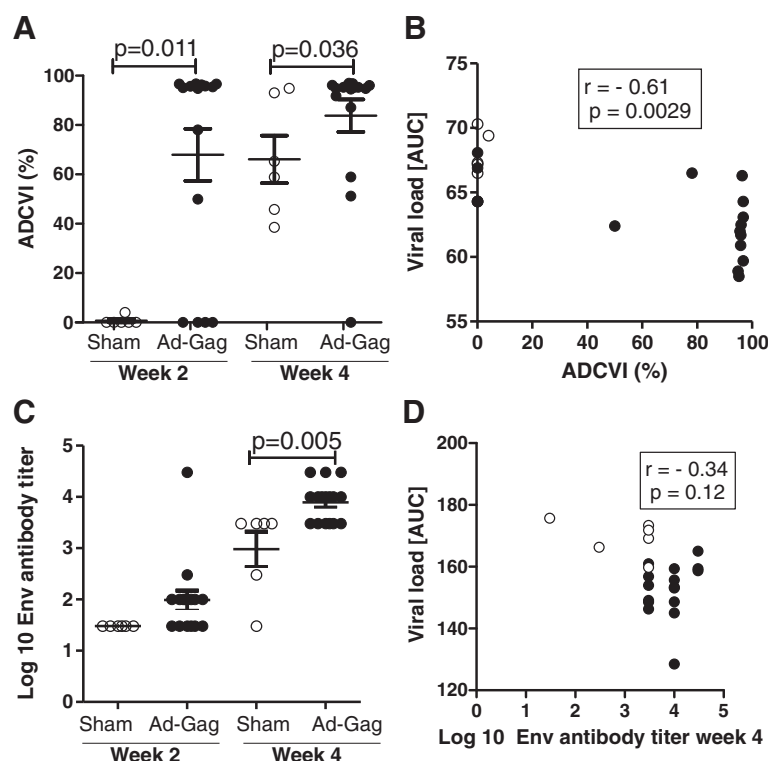 A
p=0.011
p=0.036
ADCVI (%)
100
80
60
40
20
0
Sham
Ad-Gag
Sham
Ad-Gag
Week 2
Week 4
B
r = - 0.61
p = 0.0029
Viral load [AUC]
75
70
65
60
55
0
20
40
60
80
100
ADCVI (%)
C
p=0.005
Log 10 Env antibody titer
5
4
3
2
1
0
Sham
Ad-Gag
Sham
Ad-Gag
Week 2
Week 4
D
r = - 0.34
p = 0.12
Viral load [AUC]
200
180
160
140
120
0
1
2
3
4
5
Log 10 Env antibody titer week 4